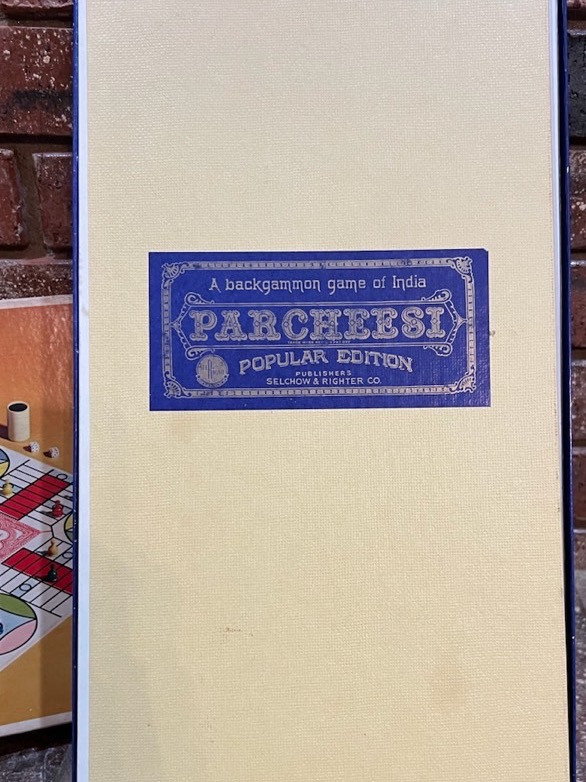 A backgammon game of India
PARCHEESI
POPULAR EDITION
PUBLISHERS
SELCHOW & RIGHTER CO.